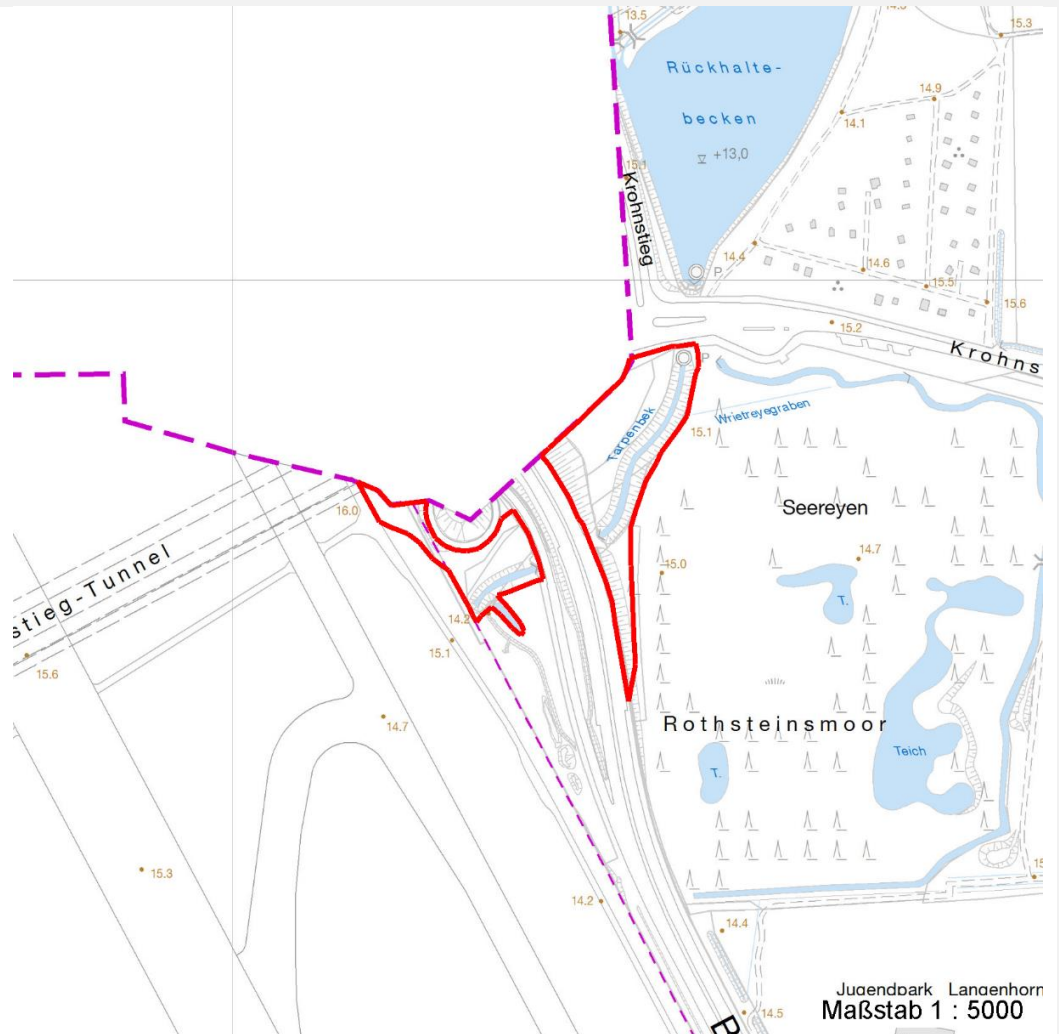 13.5
15.3
Rückhalte-
becken
+13,0
14.9
14.1
15.1
Krohnstieg
14.4
14.6
15.5
15.6
P
15.2
Krohns
P
Tarpenbek
Wrietreyegraben
15.1
Seereyen
16.0
stieg-Tunnel
15.0
14.7
T.
14.2
15.1
15.6
14.7
Rothsteinsmoor
T.
Teich
15.3
14.2
14.4
14.5
Jugendpark Langenhorn
Maßstab 1 : 5000